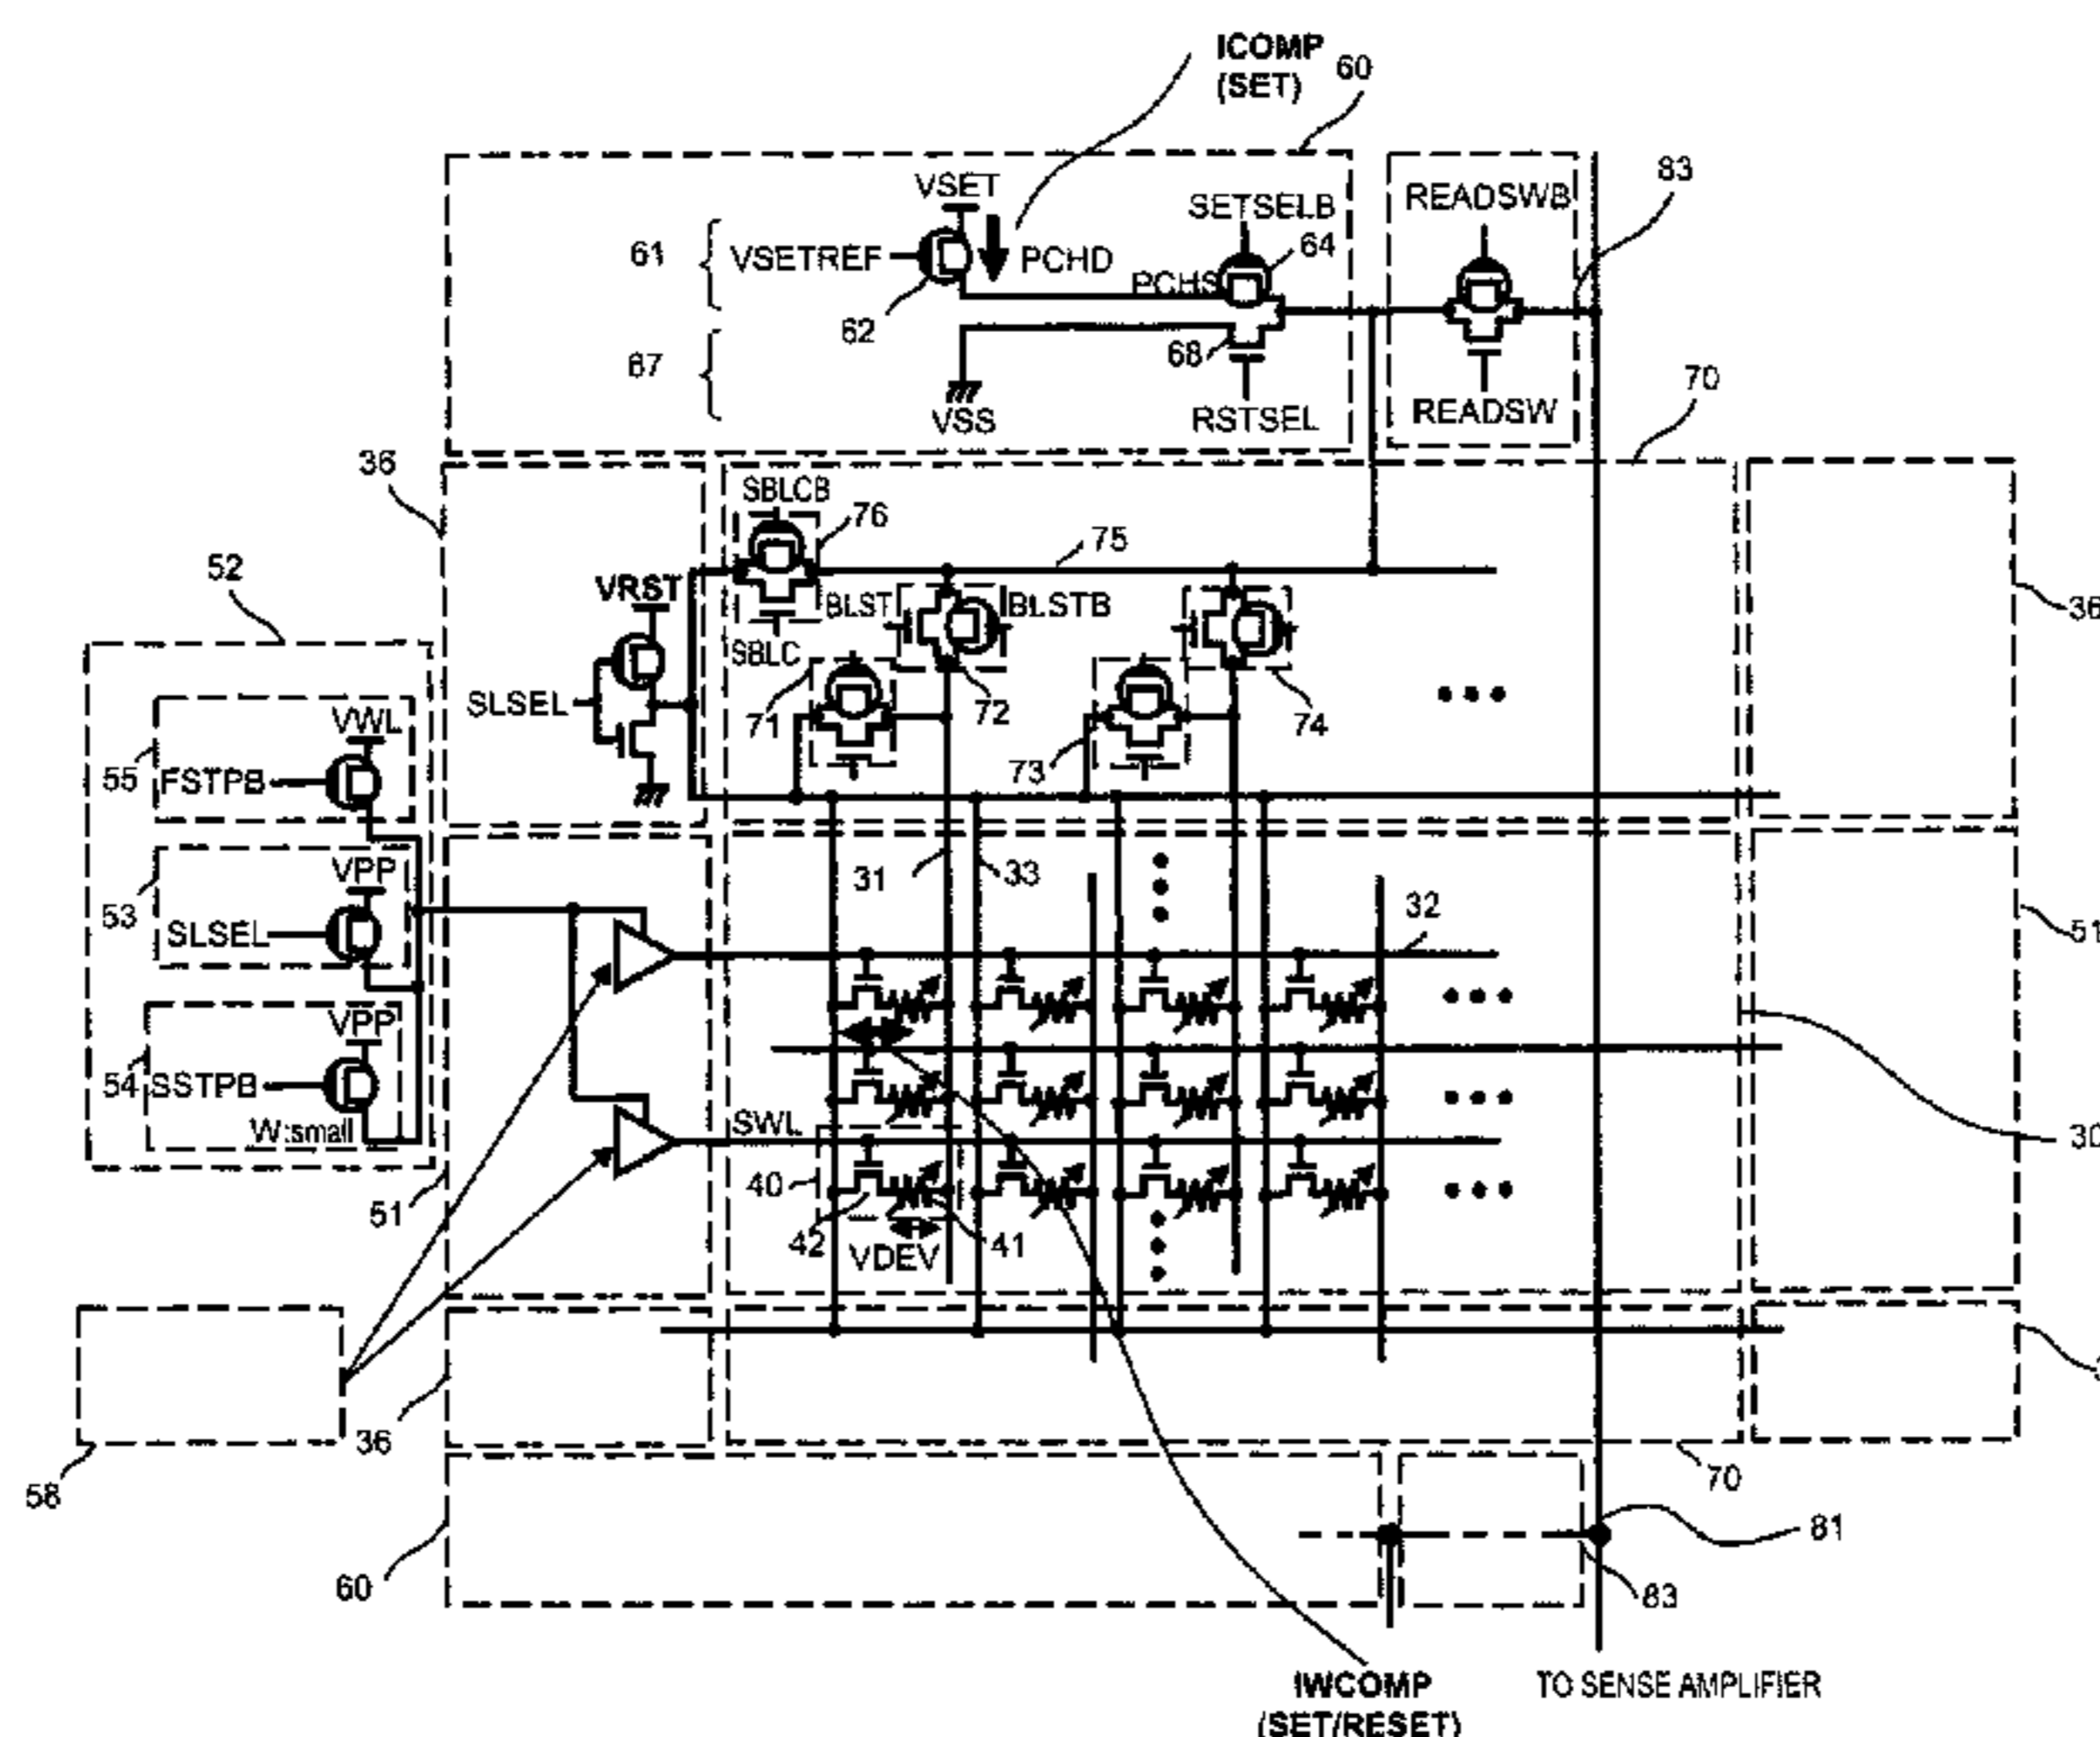 ICOMP
(SET)
60
83
VSET
SETSELB
READSWB
61
VSETREF
PCHD
64
PCHS
62
67
68
VSS
RSTSEL
READSW
70
36
SBLCB
76
75
52
VRST
BLST
BLSTB
36
SBLC
SLSEL
71
72
74
VWL
55
FSTPB
73
VPP
31
33
53
32
SLSEL
51
VPP
54
SSTPB
W:small
SWL
30
40
51
42
VDEV
41
36
58
70
81
60
83
IWCOMP
(SET/RESET)
TO SENSE AMPLIFIER